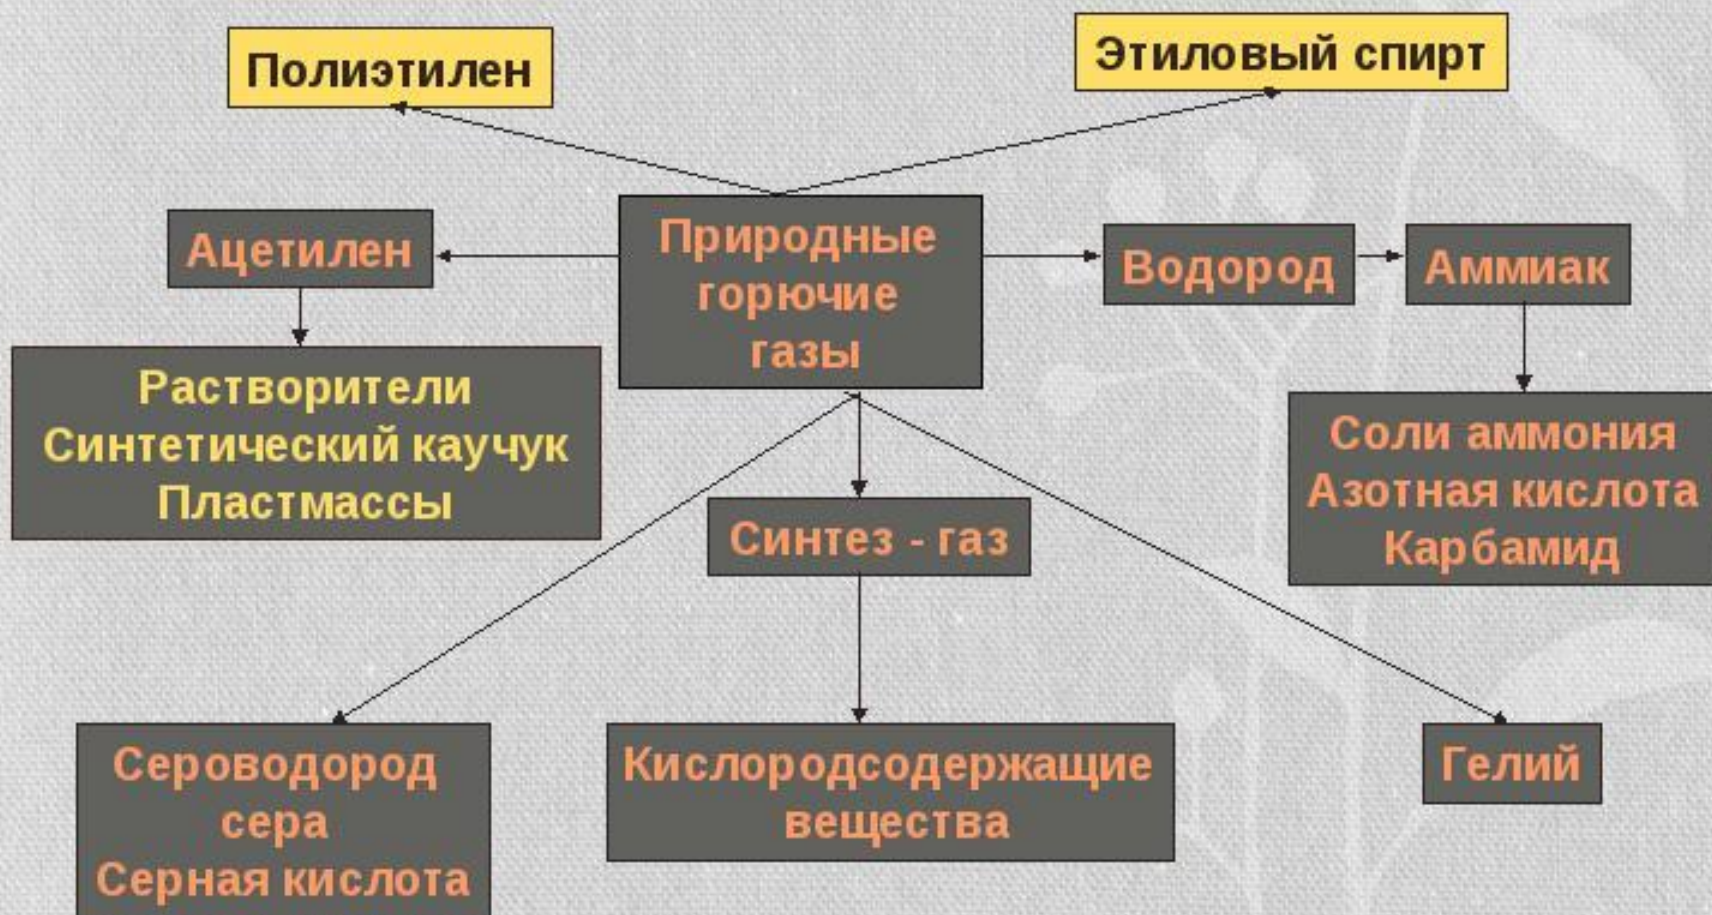 Полиэтилен
Этиловый спирт
Ацетилен
Природные
горючие
газы
Водород
Аммиак
Растворители
Синтетический каучук
Пластмассы
Соли аммония
Азотная кислота
Карбамид
Синтез - газ
Сероводород
сера
Серная кислота
Кислородсодержащие
вещества
Гелий